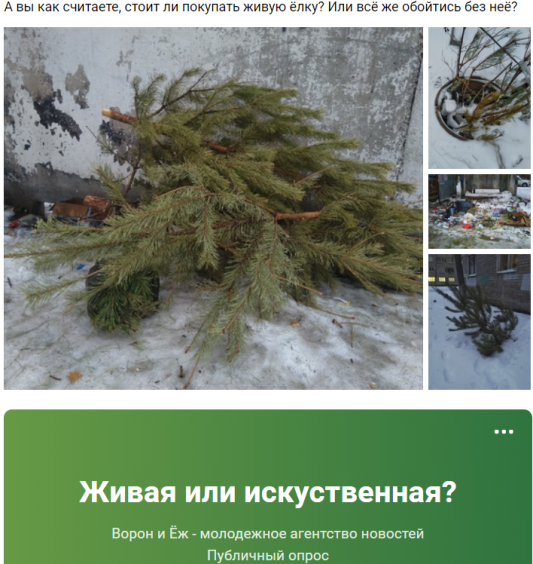 А вы как считаете, стоит ли покупать живую ёлку? Или всё же обойтись без неё?
Живая или искуственная?
Ворон и Ёж - молодежное агентство новостей
Публичный опрос